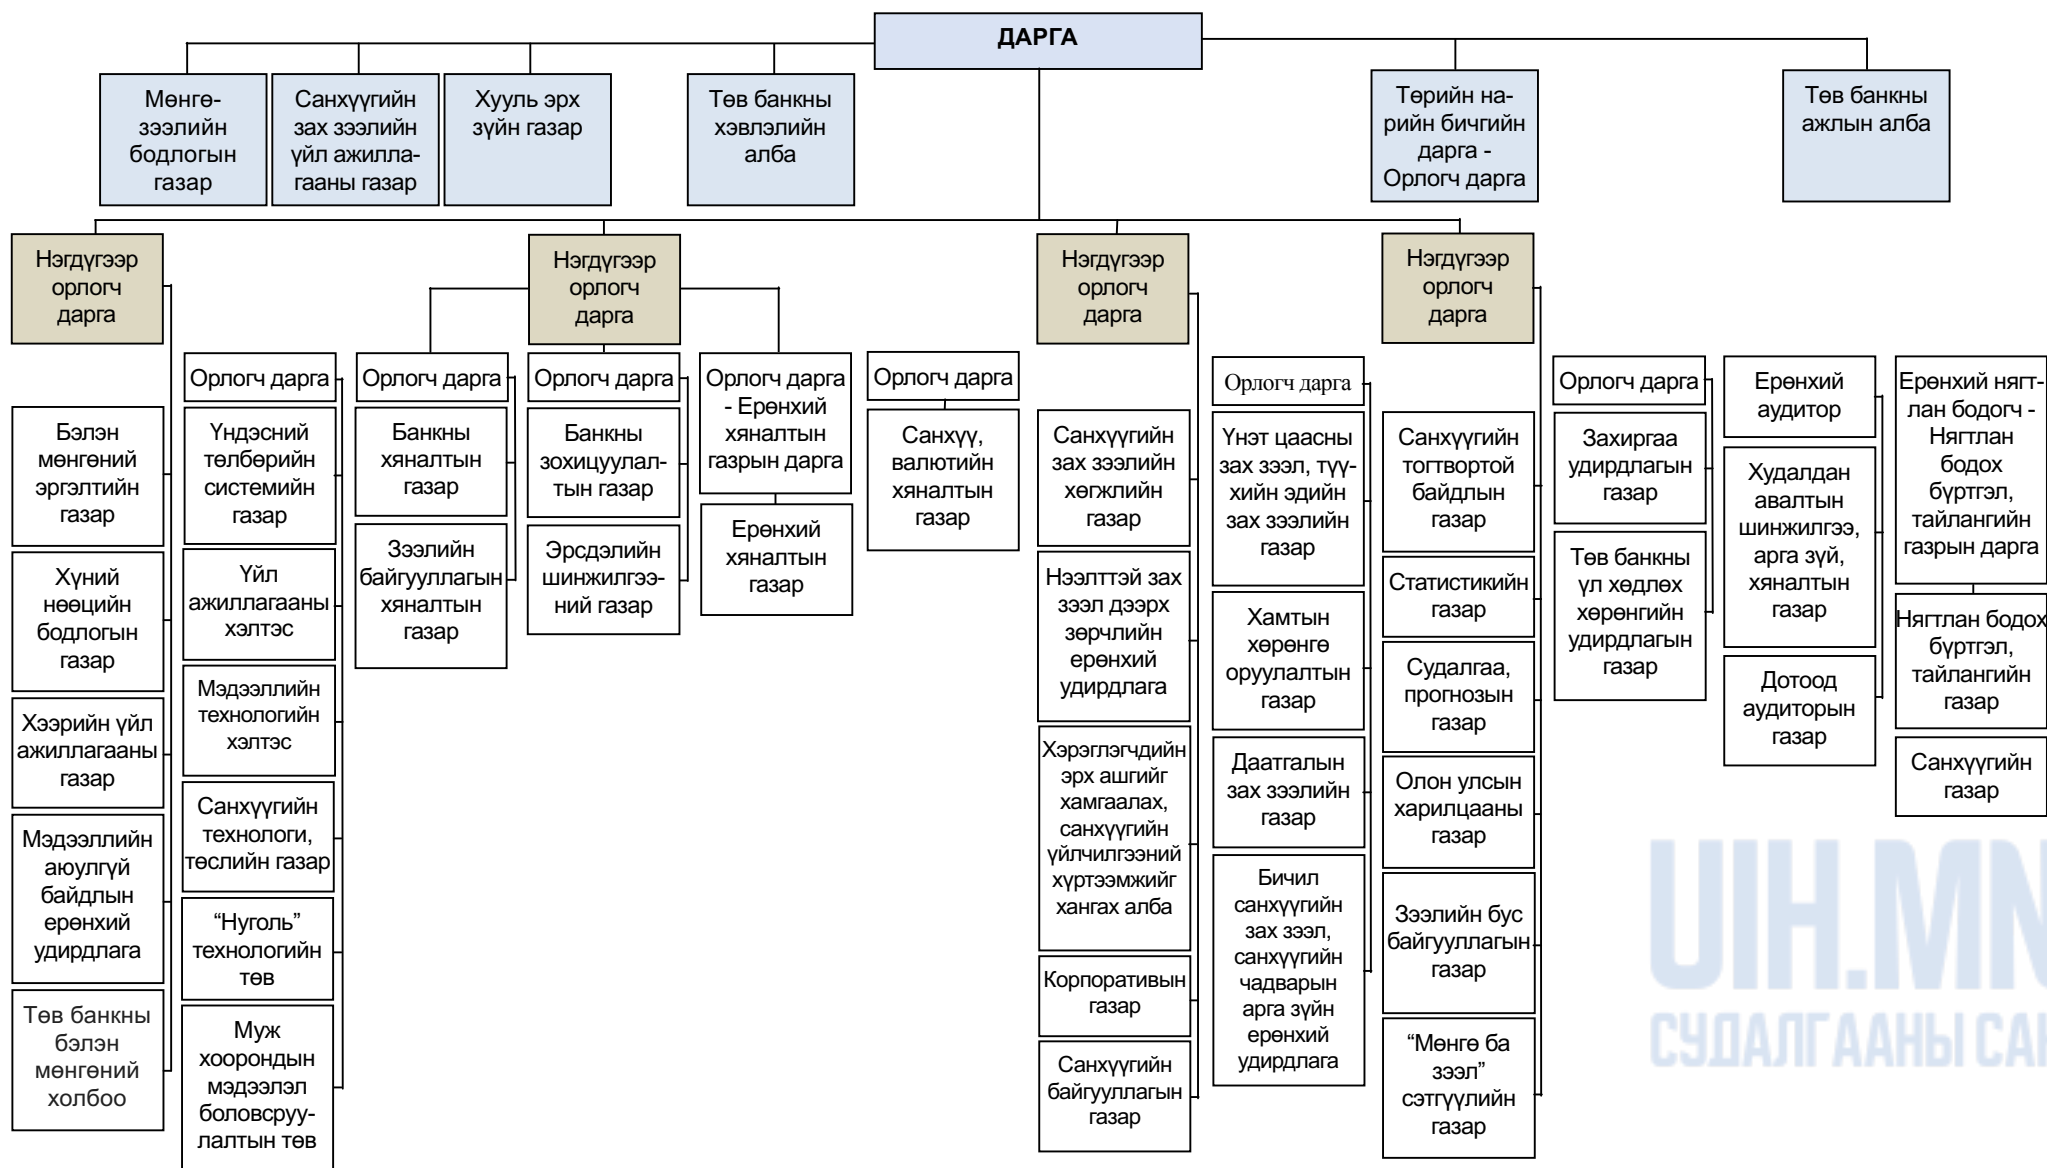 ДАРГА
Мөнгө-
зээлийн
бодлогын
газар
Санхүүгийн
зах зээлийн
үйл ажилла-
гааны газар
Хууль эрх
зүйн газар
Төв банкны
хэвлэлийн
алба
Төрийн на-
рийн бичгийн
дарга -
Орлогч дарга
Төв банкны
ажлын алба
Нэгдүгээр
орлогч
дарга
Нэгдүгээр
орлогч
дарга
Нэгдүгээр
орлогч
дарга
Нэгдүгээр
орлогч
дарга
Бэлэн
мөнгөний
эргэлтийн
газар
Хүний
нөөцийн
бодлогын
газар
Хээрийн үйл
ажиллагааны
газар
Мэдээллийн
аюулгүй
байдлын
ерөнхий
удирдлага
Төв банкны
бэлэн
мөнгөний
холбоо
Орлогч дарга
Үндэсний
төлбөрийн
системийн
газар
Үйл
ажиллагааны
хэлтэс
Мэдээллийн
технологийн
хэлтэс
Санхүүгийн
технологи,
төслийн газар
“Нуголь”
технологийн
төв
Муж
хоорондын
мэдээлэл
боловсруу-
лалтын төв
Орлогч дарга
Банкны
хяналтын
газар
Зээлийн
байгууллагын
хяналтын
газар
Орлогч дарга
Банкны
зохицуулал-
тын газар
Эрсдэлийн
шинжилгээ-
ний газар
Орлогч дарга
- Ерөнхий
хяналтын
газрын дарга
Ерөнхий
хяналтын
газар
Орлогч дарга
Санхүү,
валютийн
хяналтын
газар
Санхүүгийн
зах зээлийн
хөгжлийн
газар
Нээлттэй зах
зээл дээрх
зөрчлийн
ерөнхий
удирдлага
Хэрэглэгчдийн
эрх ашгийг
хамгаалах,
санхүүгийн
үйлчилгээний
хүртээмжийг
хангах алба
Корпоративын
газар
Санхүүгийн
байгууллагын
газар
Орлогч дарга
Үнэт цаасны
зах зээл, түү-
хийн эдийн
зах зээлийн
газар
Хамтын
хөрөнгө
оруулалтын
газар
Даатгалын
зах зээлийн
газар
Бичил
санхүүгийн
зах зээл,
санхүүгийн
чадварын
арга зүйн
ерөнхий
удирдлага
Санхүүгийн
тогтвортой
байдлын
газар
Статистикийн
газар
Судалгаа,
прогнозын
газар
Олон улсын
харилцааны
газар
Зээлийн бус
байгууллагын
газар
“Мөнгө ба
зээл”
сэтгүүлийн
газар
Орлогч дарга
Захиргаа
удирдлагын
газар
Төв банкны
үл хөдлөх
хөрөнгийн
удирдлагын
газар
Ерөнхий
аудитор
Худалдан
авалтын
шинжилгээ,
арга зүй,
хяналтын
газар
Дотоод
аудиторын
газар
Ерөнхий нягт-
лан бодогч -
Нягтлан
бодох
бүртгэл,
тайлангийн
газрын дарга
Нягтлан бодох
бүртгэл,
тайлангийн
газар
Санхүүгийн
газар
UIH.MN
СУДАЛГААНЫ САН